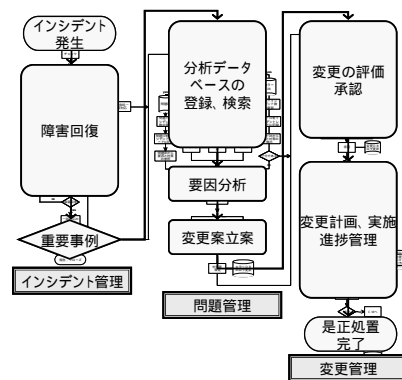 インシデント
発生
障害回復
重要事例
インシデント管理
分析データ
ベースの
登録、検索
要因分析
変更案立案
問題管理
変更の評価
承認
変更計画、実施
進捗管理
是正処置
完了
変更管理